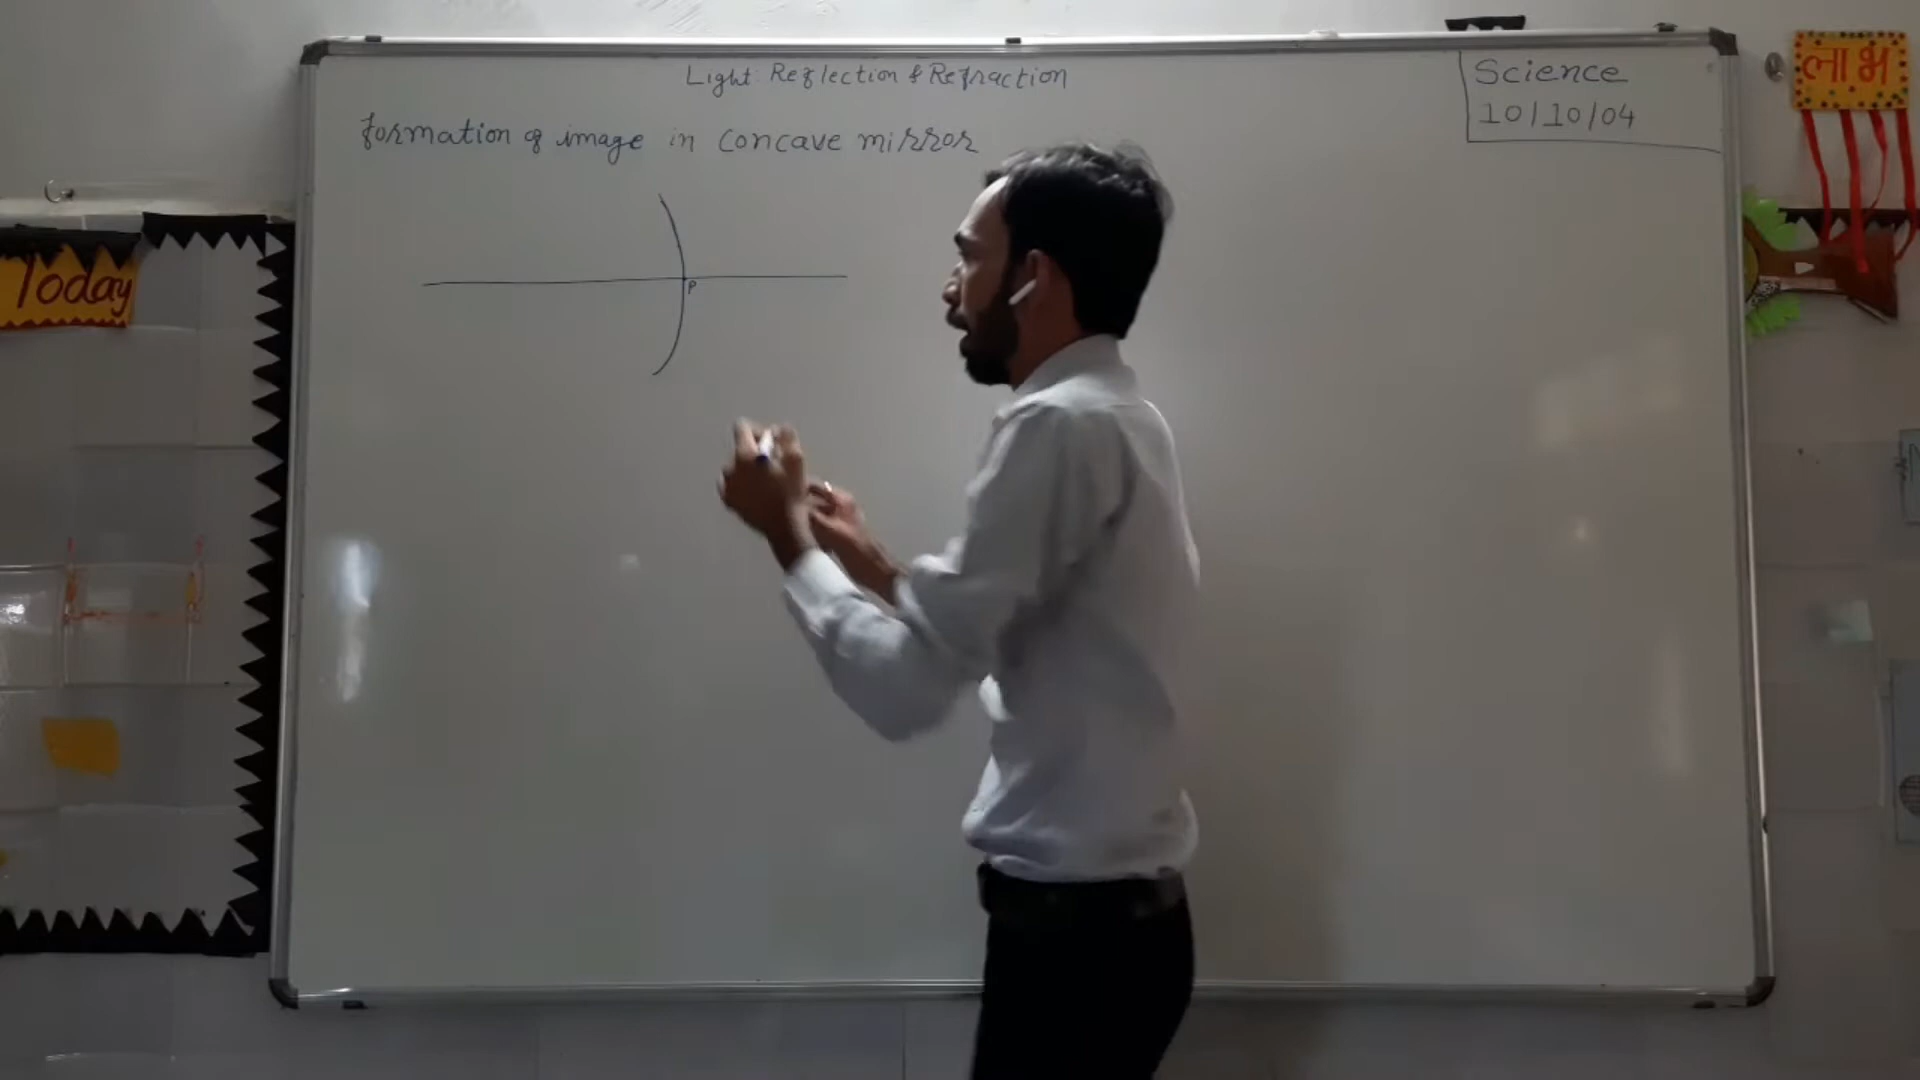 Light: Reflection & Refraction
Science
10/10/04
formation of image in concave mirror
P
Today
लाभ